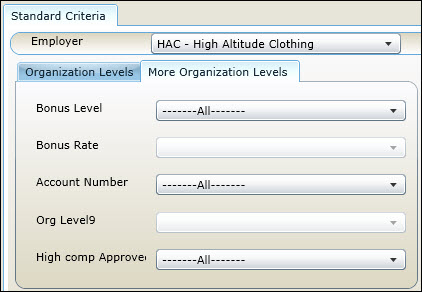 Standard Criteria
Employer HAC - High Altitude Clothing
Organization Levels More Organization Levels
Bonus Level -------All-------
Bonus Rate
Account Number -------All-------
Org Level9
High comp Approved -------All-------